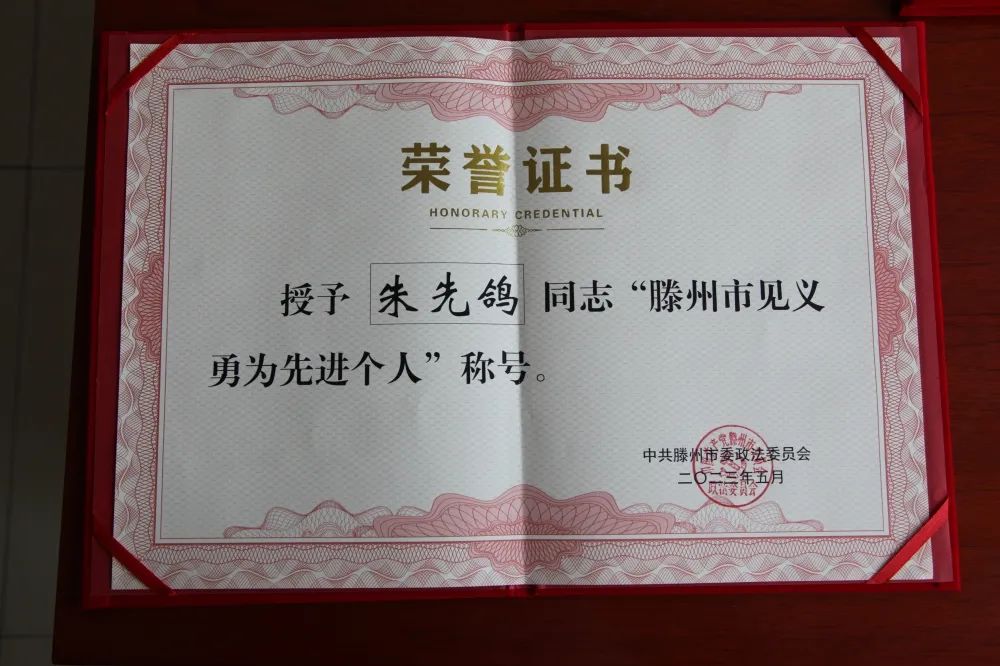 荣誉证书
HONORARY CREDENTIAL
授予 朱先鸽 同志“滕州市见义
勇为先进个人”称号。
中共滕州市委政法委员会
二〇二三年五月